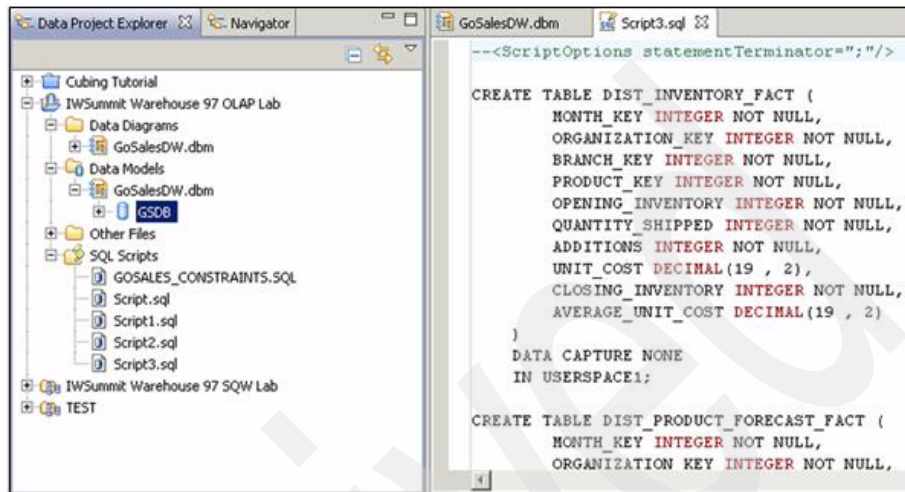 Data Project Explorer
Navigator
Cubing Tutorial
IWSummit Warehouse 97 OLAP Lab
Data Diagrams
GoSalesDW.dbm
Data Models
GoSalesDW.dbm
GSDB
Other Files
SQL Scripts
GOSALES_CONSTRAINTS.SQL
Script.sql
Script1.sql
Script2.sql
Script3.sql
IWSummit Warehouse 97 SQW Lab
TEST
GoSalesDW.dbm
Script3.sql
--<ScriptOptions statementTerminator=";"/>
CREATE TABLE DIST_INVENTORY_FACT (
MONTH_KEY INTEGER NOT NULL,
ORGANIZATION_KEY INTEGER NOT NULL,
BRANCH_KEY INTEGER NOT NULL,
PRODUCT_KEY INTEGER NOT NULL,
OPENING_INVENTORY INTEGER NOT NULL,
QUANTITY_SHIPPED INTEGER NOT NULL,
ADDITIONS INTEGER NOT NULL,
UNIT_COST DECIMAL(19 , 2),
CLOSING_INVENTORY INTEGER NOT NULL,
AVERAGE_UNIT_COST DECIMAL(19 , 2)
)
DATA CAPTURE NONE
IN USERSPACE1;
CREATE TABLE DIST_PRODUCT_FORECAST_FACT (
MONTH_KEY INTEGER NOT NULL,
ORGANIZATION_KEY INTEGER NOT NULL,